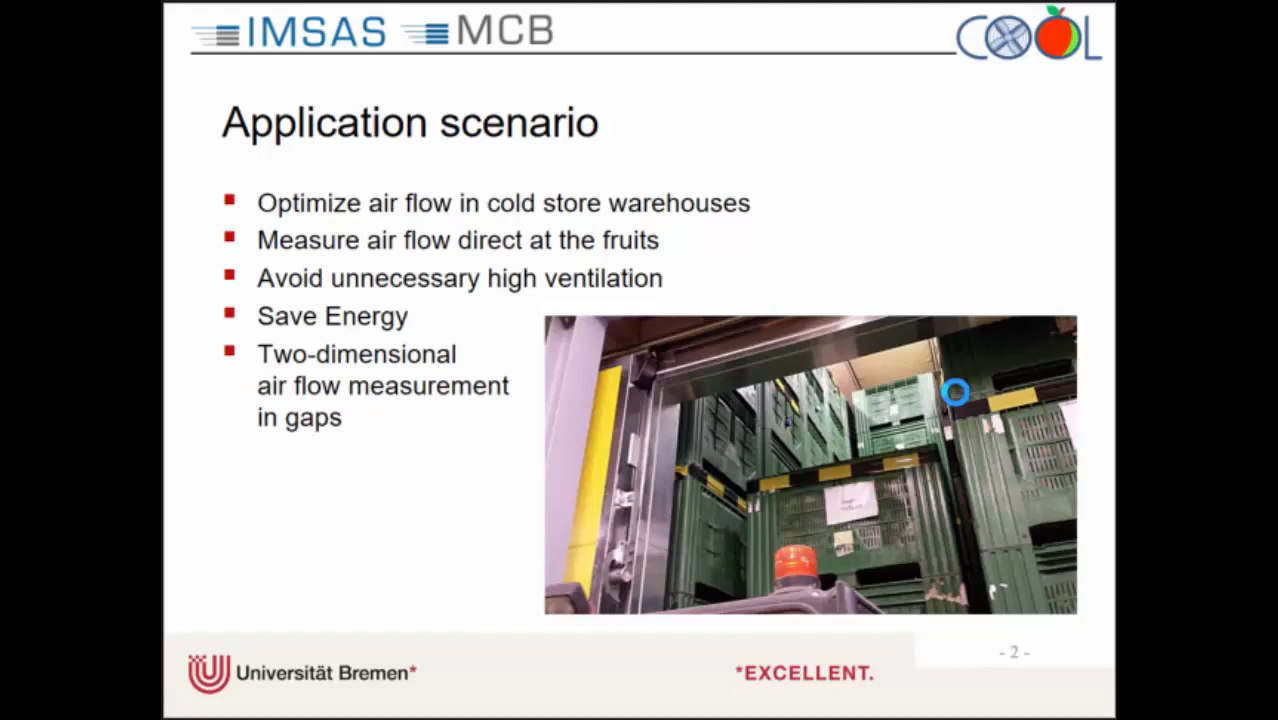 IMSAS MCB COOL
Application scenario
Optimize air flow in cold store warehouses
Measure air flow direct at the fruits
Avoid unnecessary high ventilation
Save Energy
Two-dimensional
air flow measurement
in gaps
Universität Bremen*
*EXCELLENT.
- 2 -